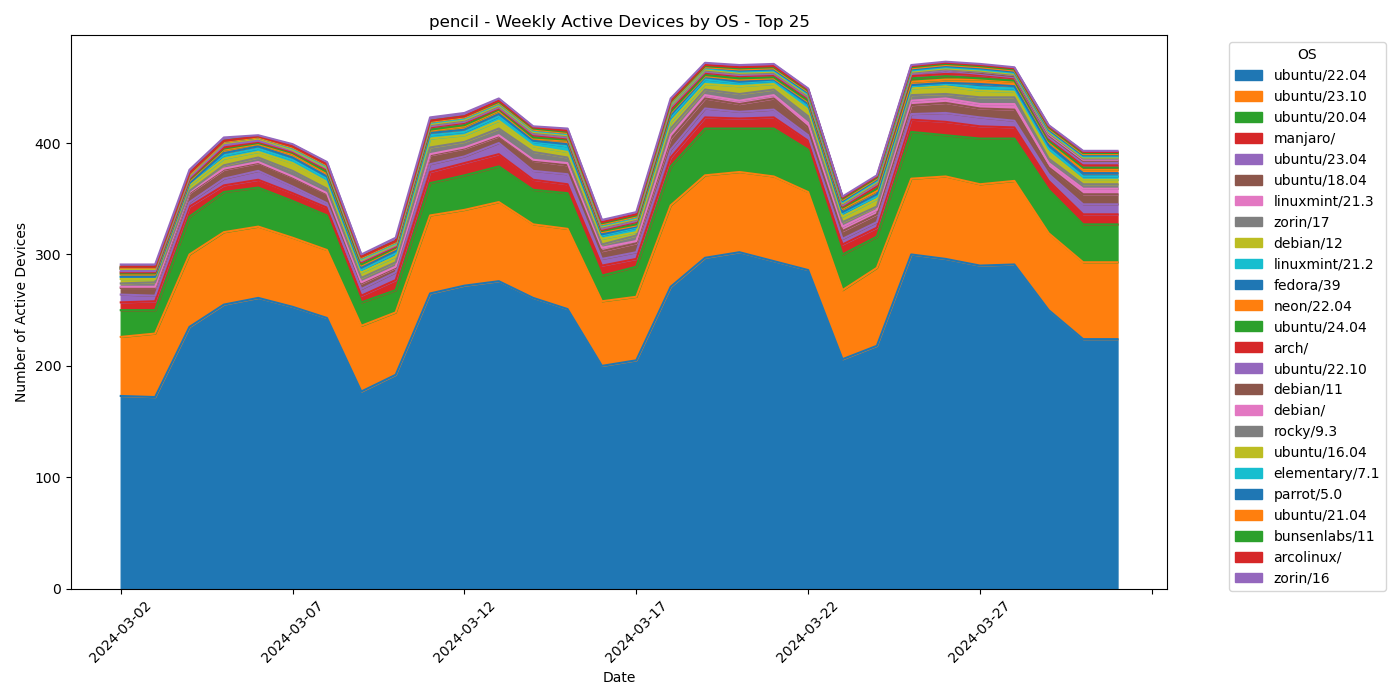 pencil - Weekly Active Devices by OS - Top 25
Number of Active Devices
400
300
200
100
0
2024-03-02
2024-03-07
2024-03-12
2024-03-17
2024-03-22
2024-03-27
Date
OS
ubuntu/22.04
ubuntu/23.10
ubuntu/20.04
manjaro/
ubuntu/23.04
ubuntu/18.04
linuxmint/21.3
zorin/17
debian/12
linuxmint/21.2
fedora/39
neon/22.04
ubuntu/24.04
arch/
ubuntu/22.10
debian/11
debian/
rocky/9.3
ubuntu/16.04
elementary/7.1
parrot/5.0
ubuntu/21.04
bunsenlabs/11
arcolinux/
zorin/16